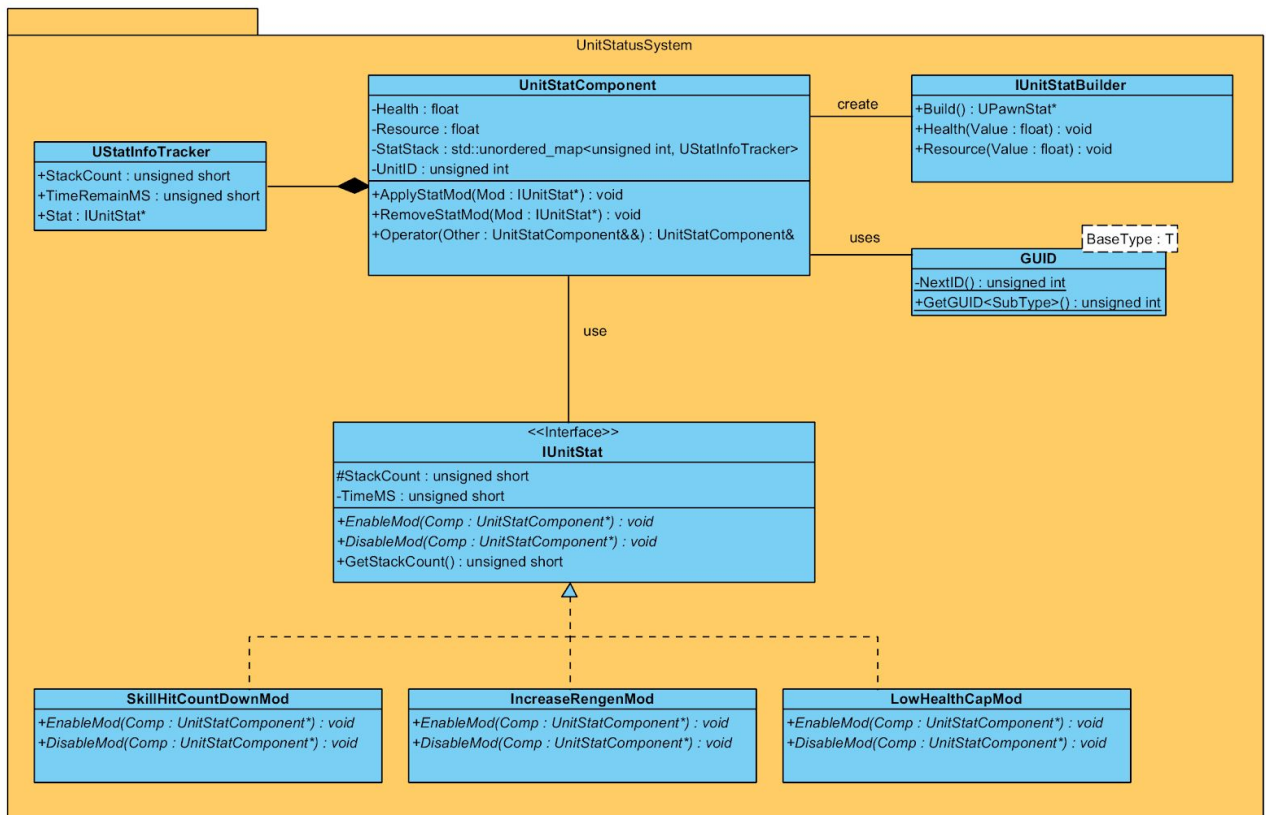 UnitStatusSystem
UnitStatComponent
-Health : float
-Resource : float
-StatStack : std::unordered_map<unsigned int, UStatInfoTracker>
-UnitID : unsigned int
+ApplyStatMod(Mod : IUnitStat*) : void
+RemoveStatMod(Mod : IUnitStat*) : void
+Operator(Other : UnitStatComponent&&) : UnitStatComponent&
create
IUnitStatBuilder
+Build() : UPawnStat*
+Health(Value : float) : void
+Resource(Value : float) : void
UStatInfoTracker
+StackCount : unsigned short
+TimeRemainMS : unsigned short
+Stat : IUnitStat*
uses
BaseType : T
GUID
-NextID() : unsigned int
+GetGUID<SubType>() : unsigned int
use
<<Interface>>
IUnitStat
#StackCount : unsigned short
-TimeMS : unsigned short
+EnableMod(Comp : UnitStatComponent*) : void
+DisableMod(Comp : UnitStatComponent*) : void
+GetStackCount() : unsigned short
SkillHitCountDownMod
+EnableMod(Comp : UnitStatComponent*) : void
+DisableMod(Comp : UnitStatComponent*) : void
IncreaseRengenMod
+EnableMod(Comp : UnitStatComponent*) : void
+DisableMod(Comp : UnitStatComponent*) : void
LowHealthCapMod
+EnableMod(Comp : UnitStatComponent*) : void
+DisableMod(Comp : UnitStatComponent*) : void